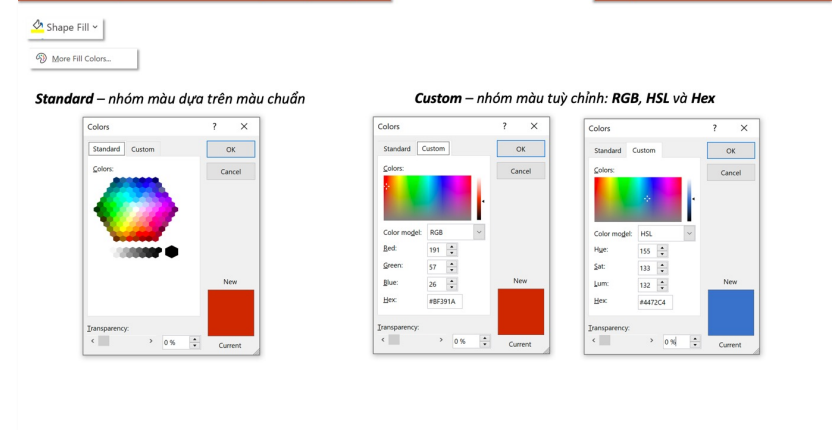 Shape Fill
More Fill Colors...
Standard – nhóm màu dựa trên màu chuẩn
Custom – nhóm màu tuỳ chỉnh: RGB, HSL và Hex
Colors ? ×
Standard Custom
OK
Colors:
Cancel
New
Transparency:
< > 0 %
Current
Colors ? ×
Standard Custom
OK
Colors:
Cancel
Color model: RGB
Red: 191
Green: 57
Blue: 26
New
Hex: #BF391A
Transparency:
< > 0 %
Current
Colors ? ×
Standard Custom
OK
Colors:
Cancel
Color model: HSL
Hue: 155
Sat: 133
Lum: 132
New
Hex: #4472C4
Transparency:
< > 0 %
Current